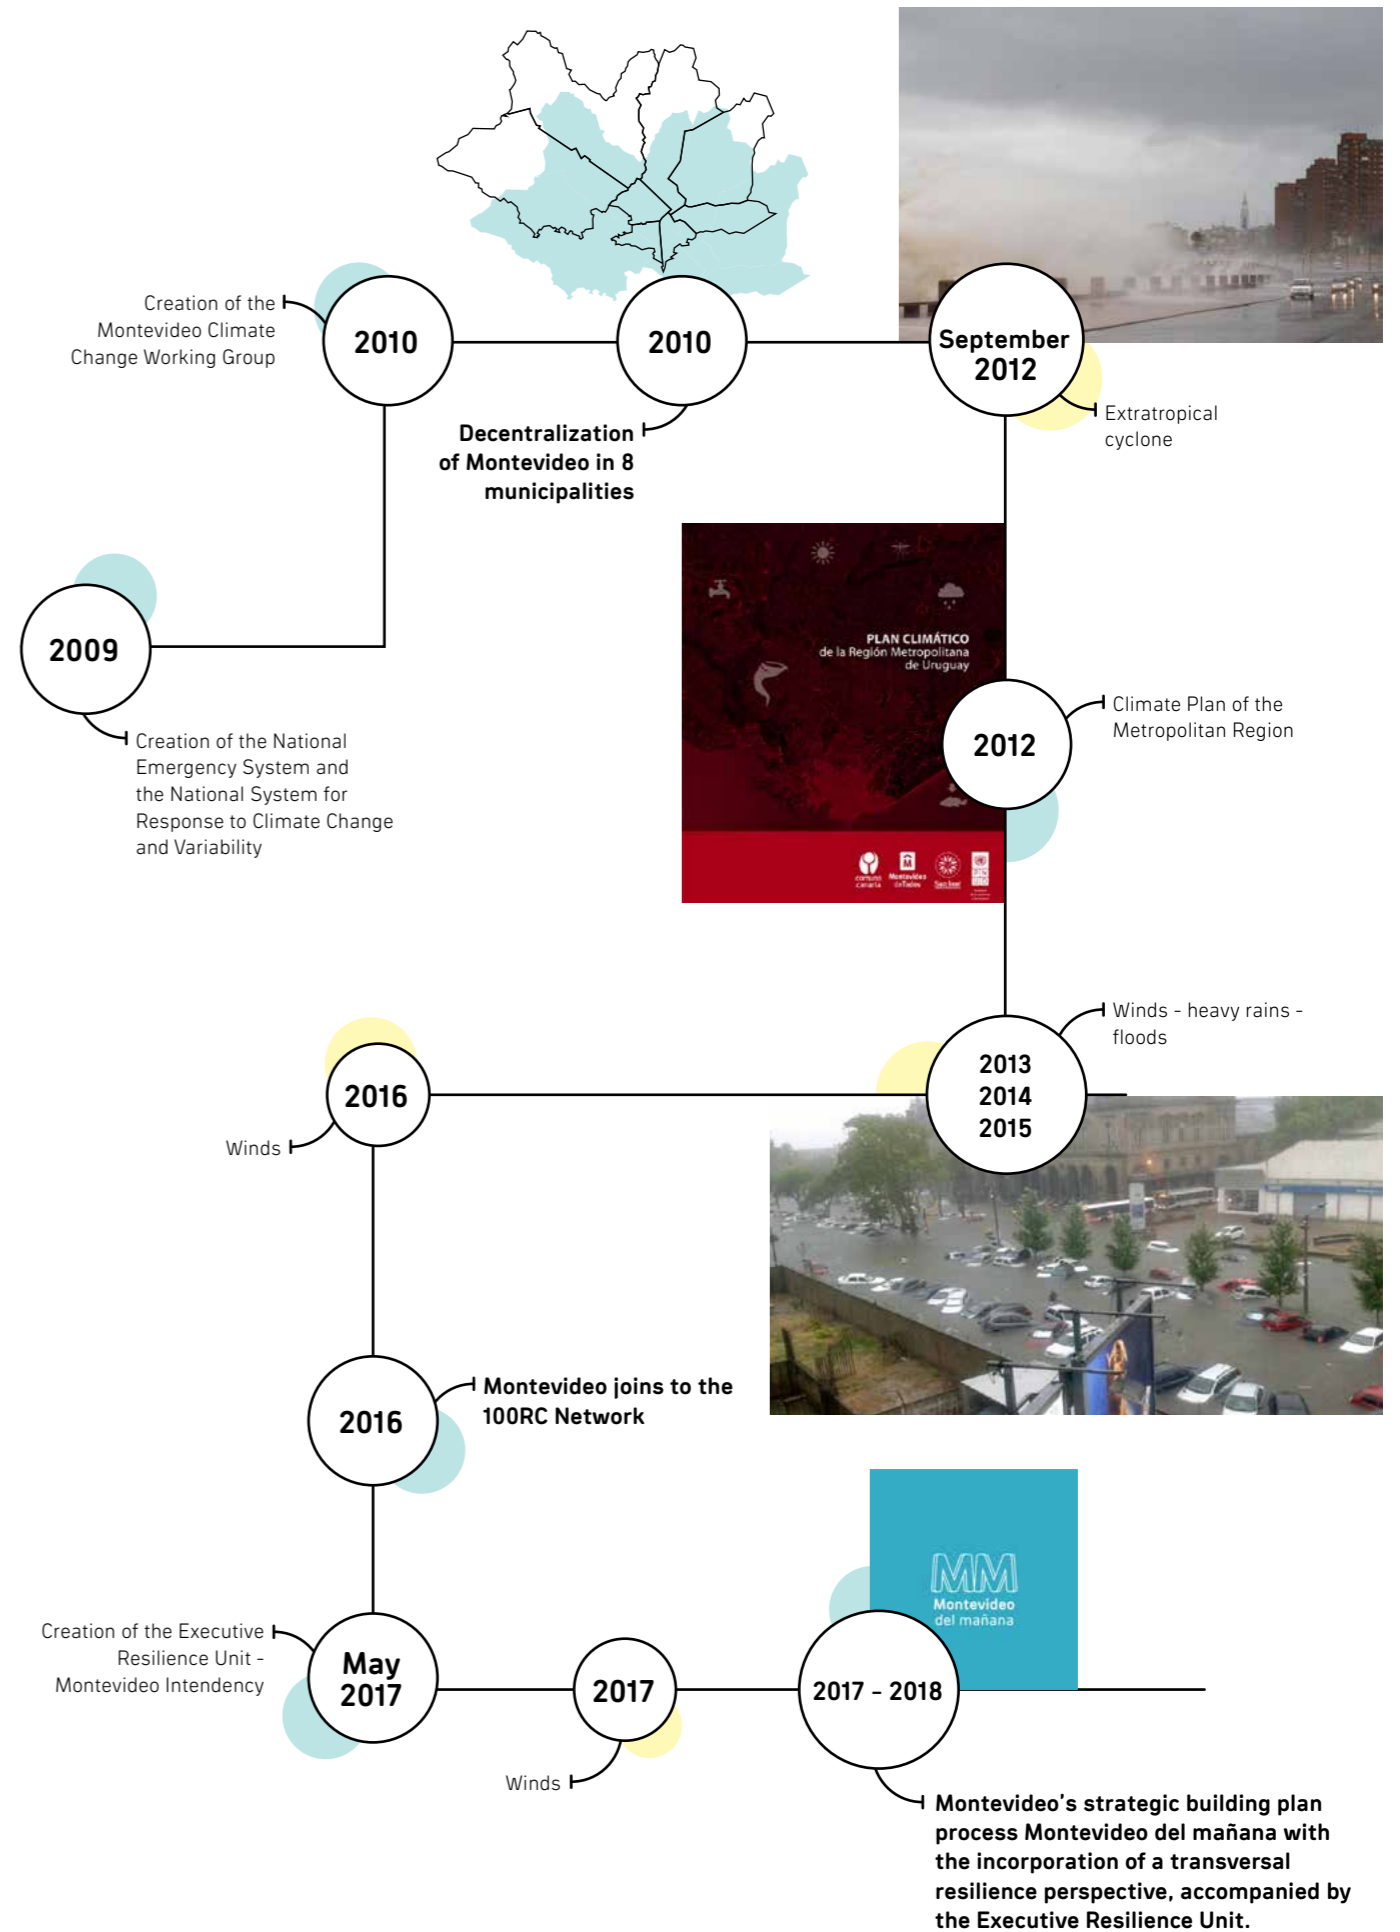 Creation of the
Montevideo Climate
Change Working Group
2010
2010
Decentralization
of Montevideo in 8
municipalities
September
2012
Extratropical
cyclone
2009
Creation of the National
Emergency System and
the National System for
Response to Climate Change
and Variability
PLAN CLIMÁTICO
de la Región Metropolitana
de Uruguay
comuna
canaria
Montevideo
deTodos
2012
Climate Plan of the
Metropolitan Region
Winds - heavy rains -
floods
2013
2014
2015
2016
Winds
2016
Montevideo joins to the
100RC Network
MM
Montevideo
del mañana
Creation of the Executive
Resilience Unit -
Montevideo Intendency
May
2017
2017
Winds
2017 - 2018
Montevideo's strategic building plan
process Montevideo del mañana with
the incorporation of a transversal
resilience perspective, accompanied by
the Executive Resilience Unit.